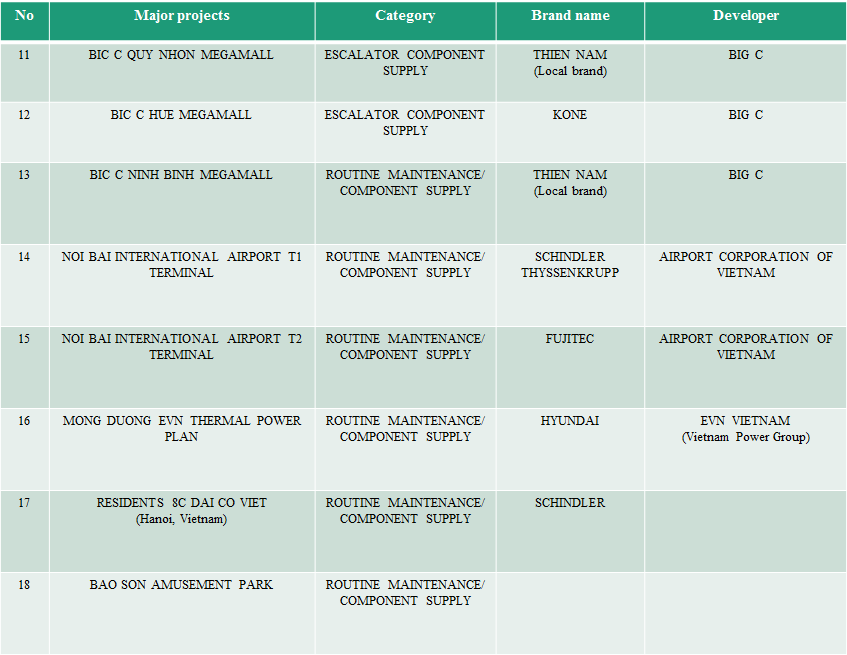 No Major projects Category Brand name Developer
11 BIC C QUY NHON MEGAMALL ESCALATOR COMPONENT THIEN NAM BIG C
SUPPLY (Local brand)
12 BIC C HUE MEGAMALL ESCALATOR COMPONENT KONE BIG C
SUPPLY
13 BIC C NINH BINH MEGAMALL ROUTINE MAINTENANCE/ THIEN NAM BIG C
COMPONENT SUPPLY (Local brand)
14 NOI BAI INTERNATIONAL AIRPORT T1 ROUTINE MAINTENANCE/ SCHINDLER AIRPORT CORPORATION OF
TERMINAL COMPONENT SUPPLY THYSSENKRUPP VIETNAM
15 NOI BAI INTERNATIONAL AIRPORT T2 ROUTINE MAINTENANCE/ FUJITEC AIRPORT CORPORATION OF
TERMINAL COMPONENT SUPPLY VIETNAM
16 MONG DUONG EVN THERMAL POWER ROUTINE MAINTENANCE/ HYUNDAI EVN VIETNAM
PLAN COMPONENT SUPPLY (Vietnam Power Group)
17 RESIDENTS 8C DAI CO VIET ROUTINE MAINTENANCE/ SCHINDLER
(Hanoi, Vietnam) COMPONENT SUPPLY
18 BAO SON AMUSEMENT PARK ROUTINE MAINTENANCE/
COMPONENT SUPPLY